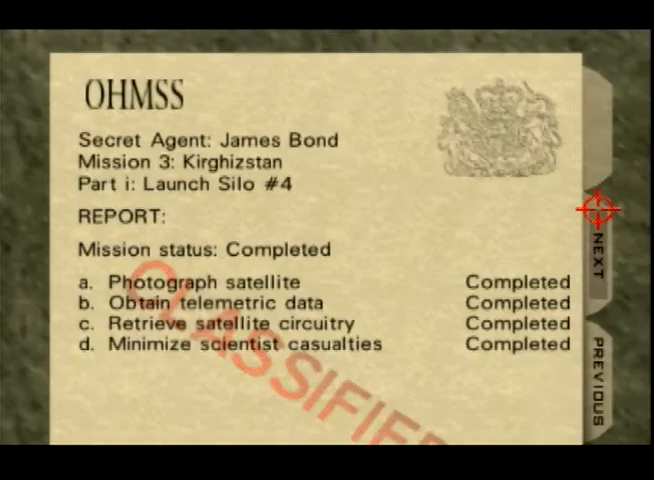 OHMSS
Secret Agent: James Bond
Mission 3: Kirghizstan
Part i: Launch Silo #4
REPORT:
Mission status: Completed
a. Photograph satellite Completed
b. Obtain telemetric data Completed
c. Retrieve satellite circuitry Completed
d. Minimize scientist casualties Completed
CLASSIFIE
NEXT
PREVIOUS